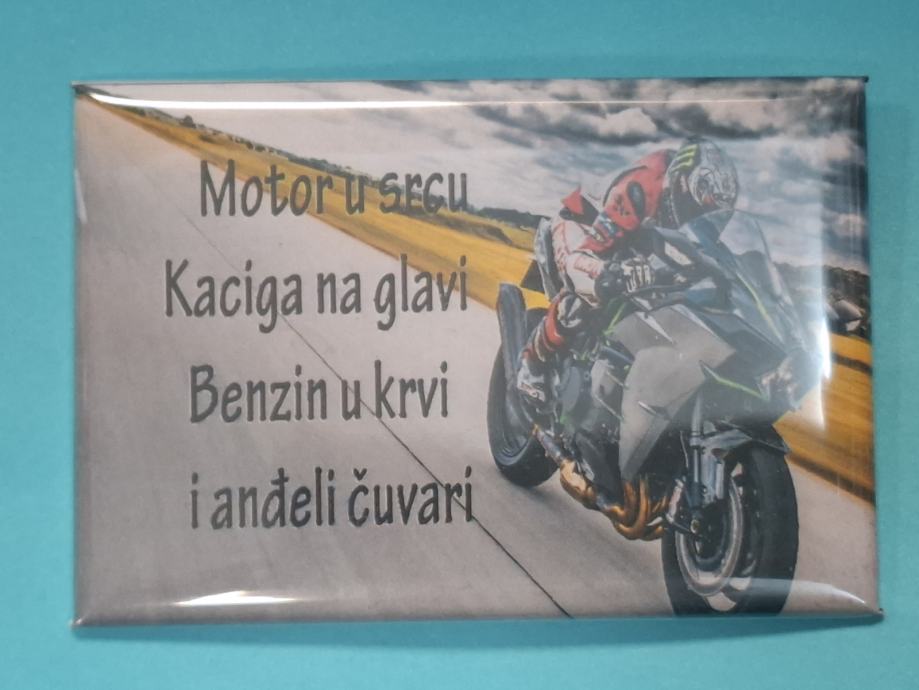 Motor u srcu
Kaciga na glavi
Benzin u krvi
i anđeli čuvari